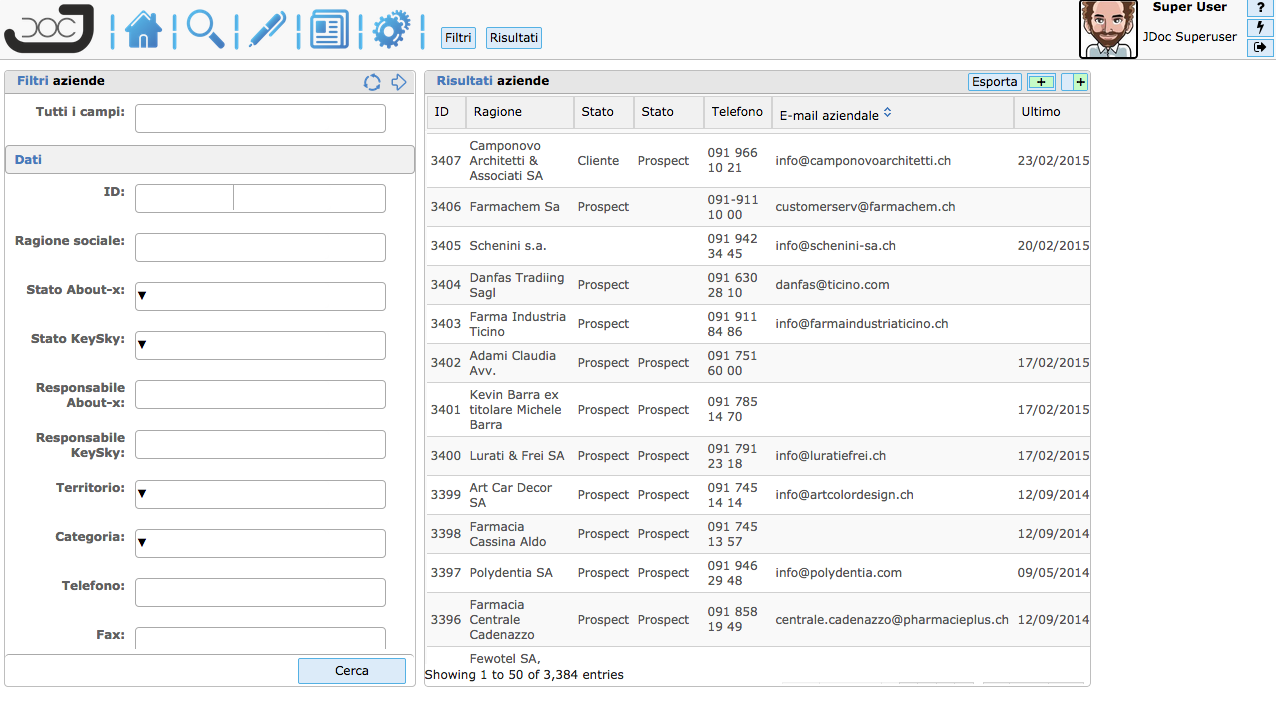 JDOC
Filtri
Risultati
Super User
JDoc Superuser
?
Filtri aziende
Tutti i campi:
Dati
ID:
Ragione sociale:
Stato About-x:
Stato KeySky:
Responsabile
About-x:
Responsabile
KeySky:
Territorio:
Categoria:
Telefono:
Fax:
Cerca
Risultati aziende
Esporta
+
+
ID Ragione Stato Stato Telefono E-mail aziendale Ultimo
Camponovo
3407 Architetti & Cliente Prospect 091 966 info@camponovoarchitetti.ch 23/02/2015
Associati SA 10 21
3406 Farmachem Sa Prospect 091-911 customerserv@farmachem.ch
10 00
3405 Schenini s.a. 091 942 info@schenini-sa.ch 20/02/2015
34 45
3404 Danfas Tradiing Prospect 091 630 danfas@ticino.com
Sagl 28 10
3403 Farma Industria Prospect 091 911 info@farmaindustriaticino.ch
Ticino 84 86
3402 Adami Claudia Prospect Prospect 091 751 17/02/2015
Avv. 60 00
Kevin Barra ex
3401 titolare Michele Prospect Prospect 091 785 17/02/2015
Barra 14 70
3400 Lurati & Frei SA Prospect Prospect 091 791 info@luratiefrei.ch 17/02/2015
23 18
3399 Art Car Decor Prospect Prospect 091 745 info@artcolordesign.ch 12/09/2014
SA 14 14
3398 Farmacia Prospect Prospect 091 745 12/09/2014
Cassina Aldo 13 57
3397 Polydentia SA Prospect Prospect 091 946 info@polydentia.com 09/05/2014
29 48
Farmacia
3396 Centrale Prospect Prospect 091 858 centrale.cadenazzo@pharmacieplus.ch 12/09/2014
Cadenazzo 19 49
Fewotel SA,
Showing 1 to 50 of 3,384 entries